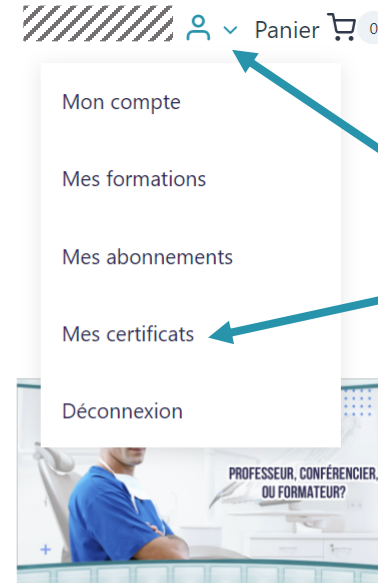 Panier 0
Mon compte
Mes formations
Mes abonnements
Mes certificats
Déconnexion
PROFESSEUR, CONFÉRENCIER,
OU FORMATEUR?